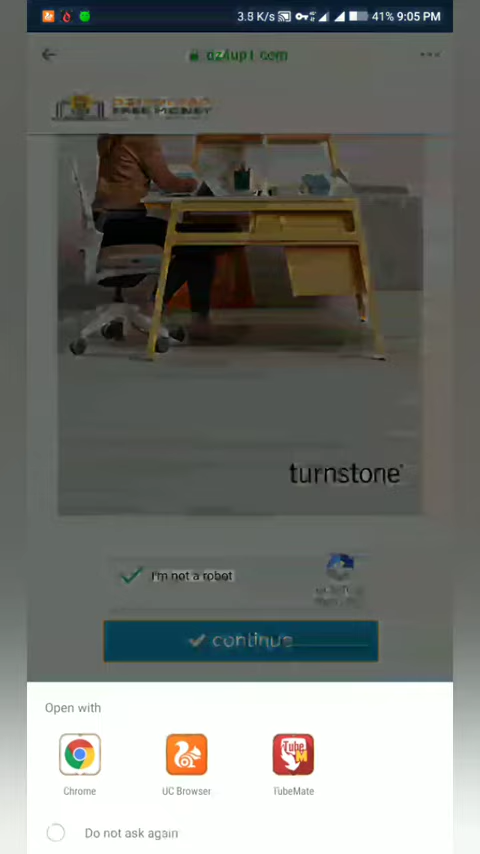 3.8 K/s 41% 9:05 PM
dz4up1.com
FREE MONEY
turnstone
I'm not a robot
continue
Open with
Chrome UC Browser TubeMate
Do not ask again